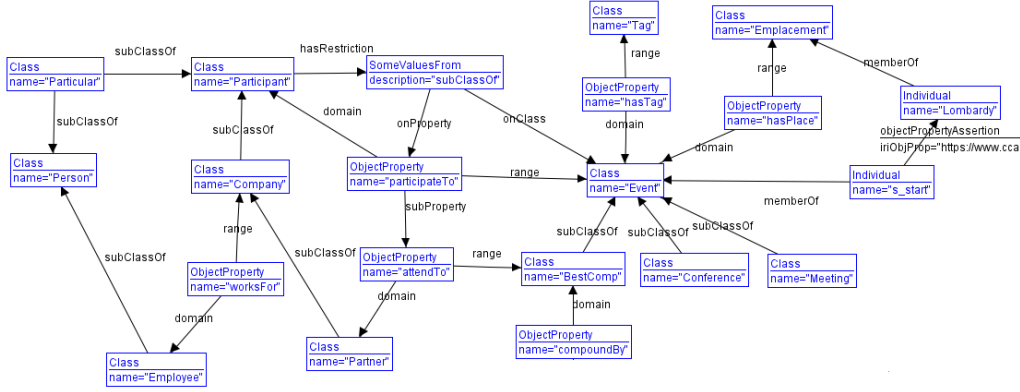 Class
name="Tag"
Class
name="Emplacement"
subClassOf
hasRestriction
range
range
memberOf
Class
name="Particular"
Class
name="Participant"
SomeValuesFrom
description="subClassOf"
ObjectProperty
name="hasTag"
ObjectProperty
name="hasPlace"
Individual
name="Lombardy"
subClassOf
subClassOf
domain
onProperty
onClass
domain
domain
objectPropertyAssertion
iriObjProp="https://www.cca
Class
name="Person"
Class
name="Company"
ObjectProperty
name="participateTo"
range
Class
name="Event"
memberOf
Individual
name="s_start"
range
subProperty
subClassOf
subClassOf
subClassOf
subClassOf
subClassOf
ObjectProperty
name="worksFor"
ObjectProperty
name="attendTo"
range
Class
name="BestComp"
Class
name="Conference"
Class
name="Meeting"
domain
domain
domain
Class
name="Employee"
Class
name="Partner"
ObjectProperty
name="compoundBy"